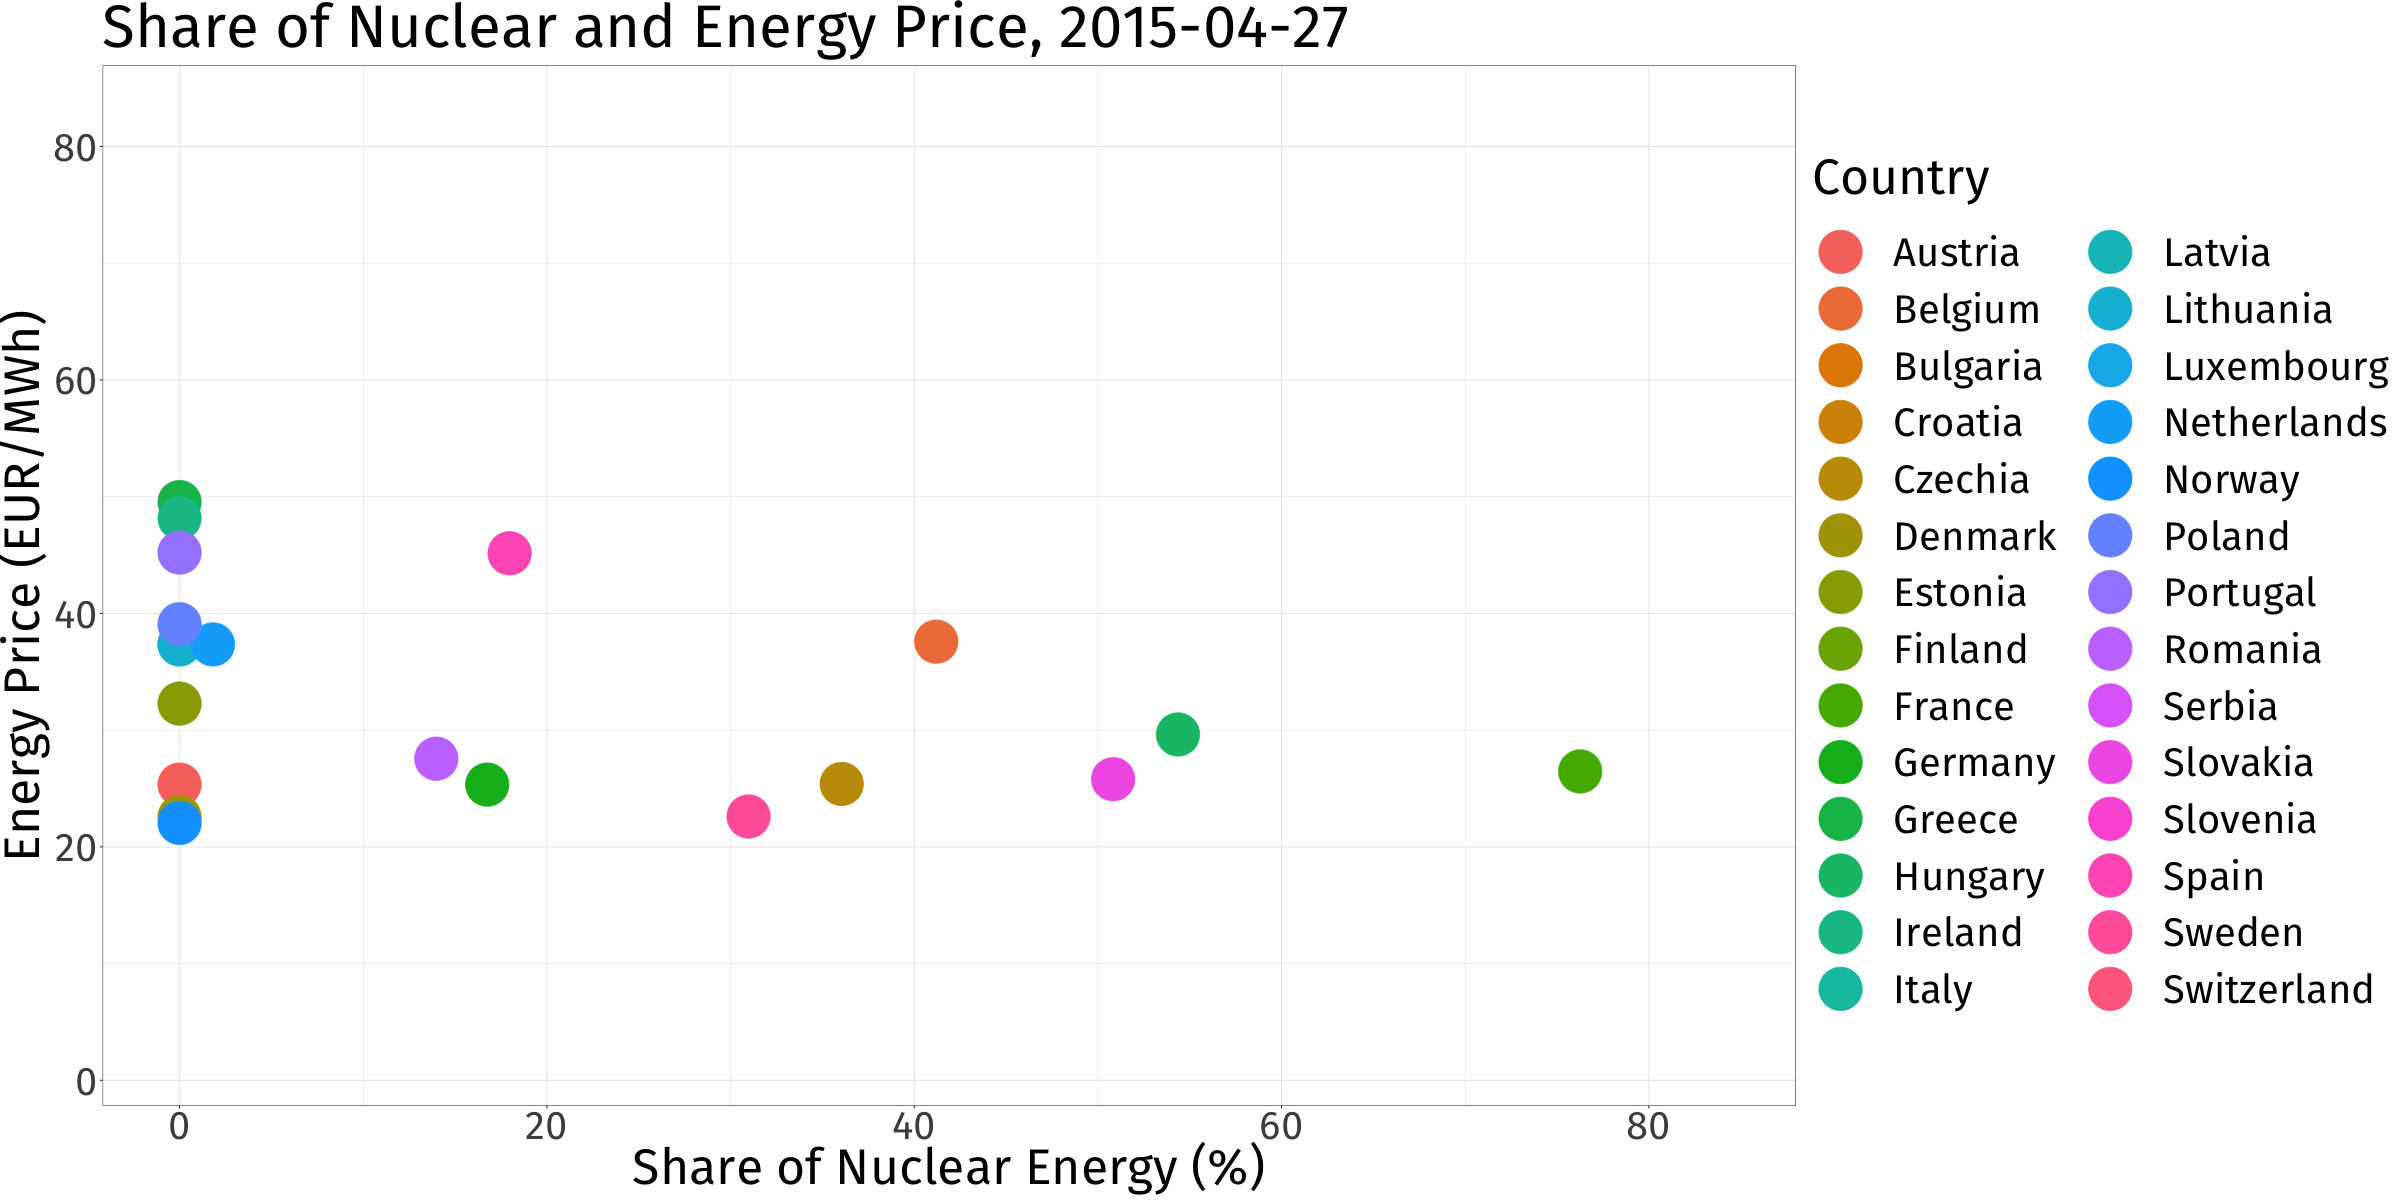 Share of Nuclear and Energy Price, 2015-04-27
Energy Price (EUR/MWh)
80
60
40
20
0
0 20 40 60 80
Share of Nuclear Energy (%)
Country
Austria
Belgium
Bulgaria
Croatia
Czechia
Denmark
Estonia
Finland
France
Germany
Greece
Hungary
Ireland
Italy
Latvia
Lithuania
Luxembourg
Netherlands
Norway
Poland
Portugal
Romania
Serbia
Slovakia
Slovenia
Spain
Sweden
Switzerland